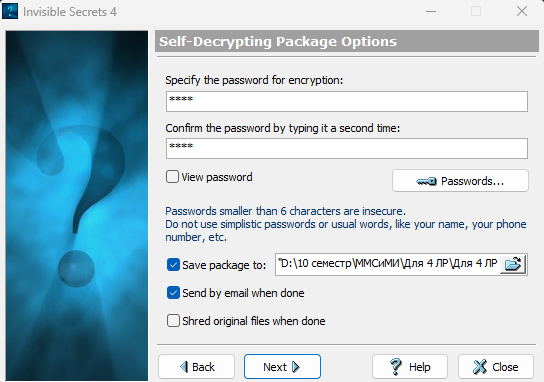 Invisible Secrets 4
Self-Decrypting Package Options
Specify the password for encryption:
****
Confirm the password by typing it a second time:
****
View password
Passwords...
Passwords smaller than 6 characters are insecure.
Do not use simplistic passwords or usual words, like your name, your phone
number, etc.
Save package to: "D:\10 семестр\ММСиМИ\Для 4 ЛР\Для 4 ЛР
Send by email when done
Shred original files when done
Back Next Help Close